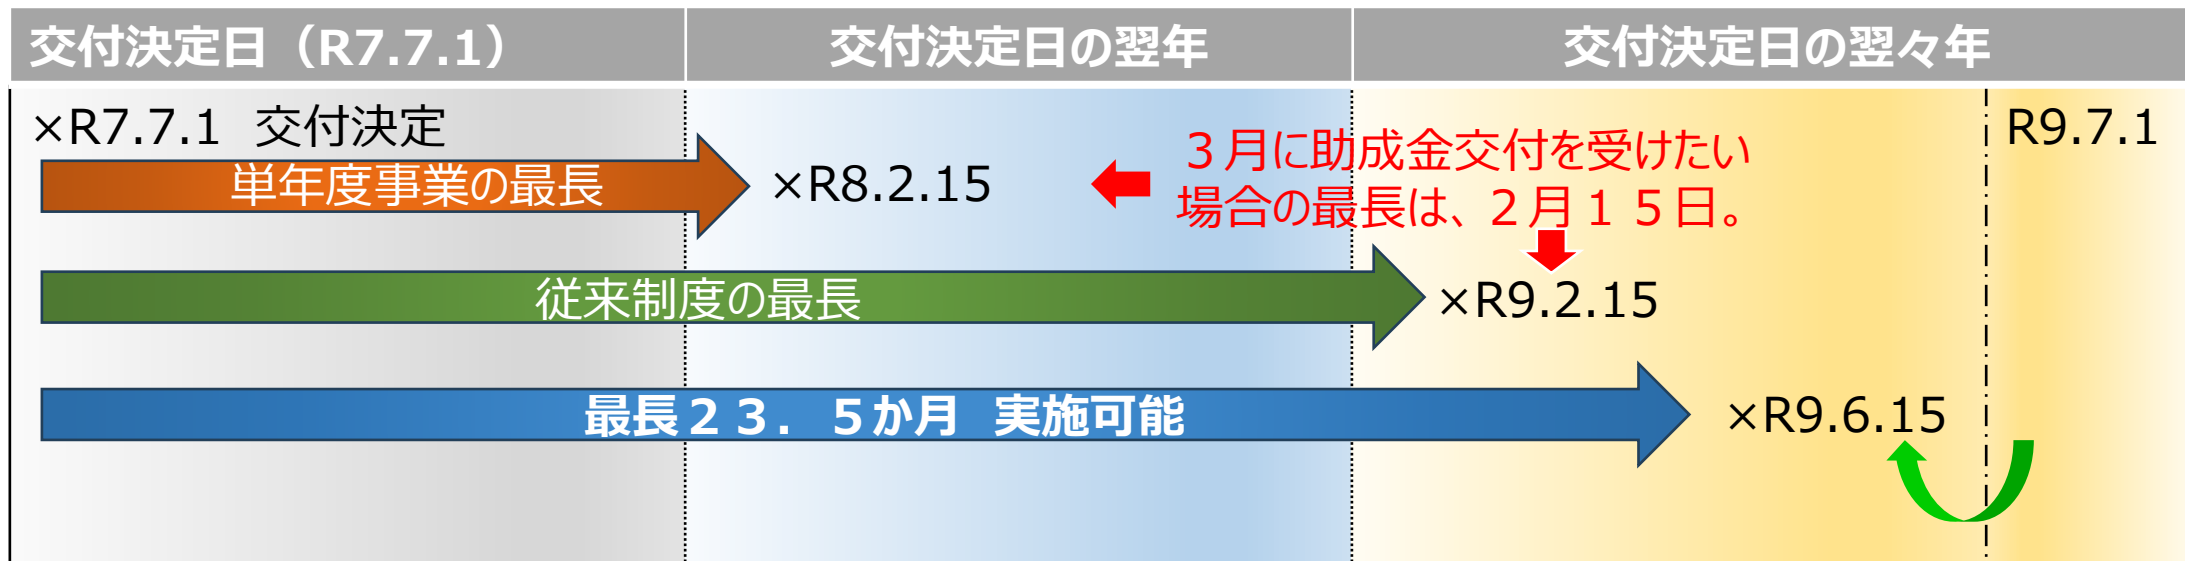 交付決定日（R7.7.1）
交付決定日の翌年
交付決定日の翌々年
×R7.7.1 交付決定
R9.7.1
単年度事業の最長
×R8.2.15
３月に助成金交付を受けたい
場合の最長は、２月１５日。
従来制度の最長
×R9.2.15
最長２３．５か月 実施可能
×R9.6.15